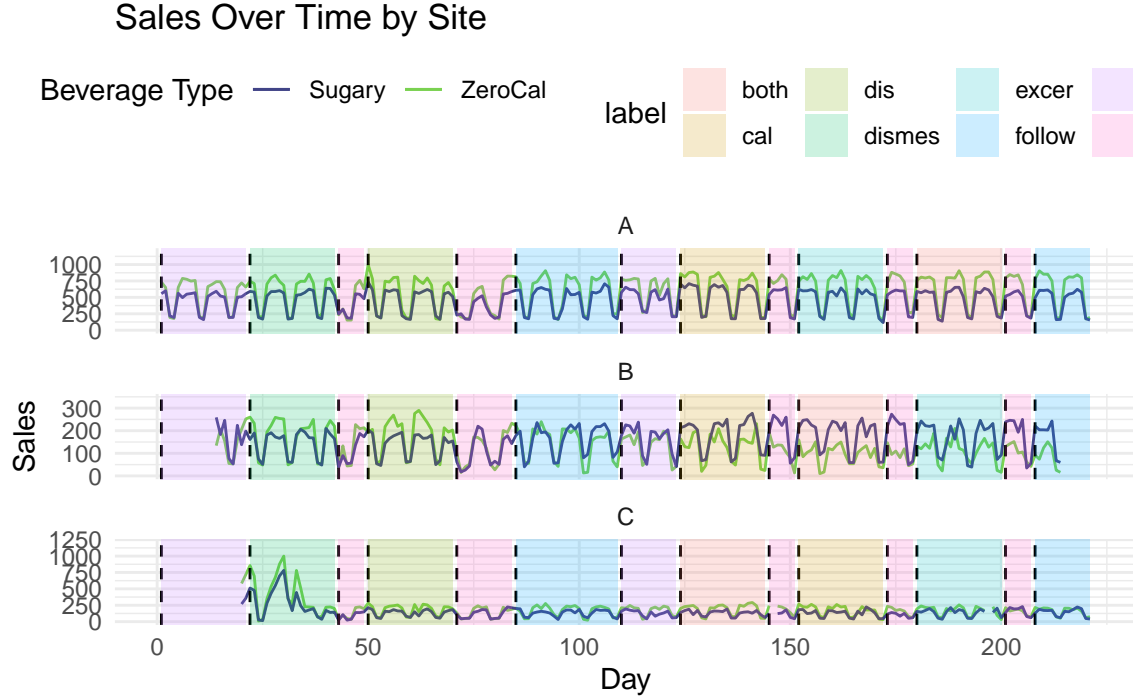 Sales Over Time by Site
Beverage Type Sugary ZeroCal
label both dis excer
cal dismes follow
A
1000
750
500
250
0
B
300
200
100
0
C
1250
1000
750
500
250
0
Sales
0 50 100 150 200
Day